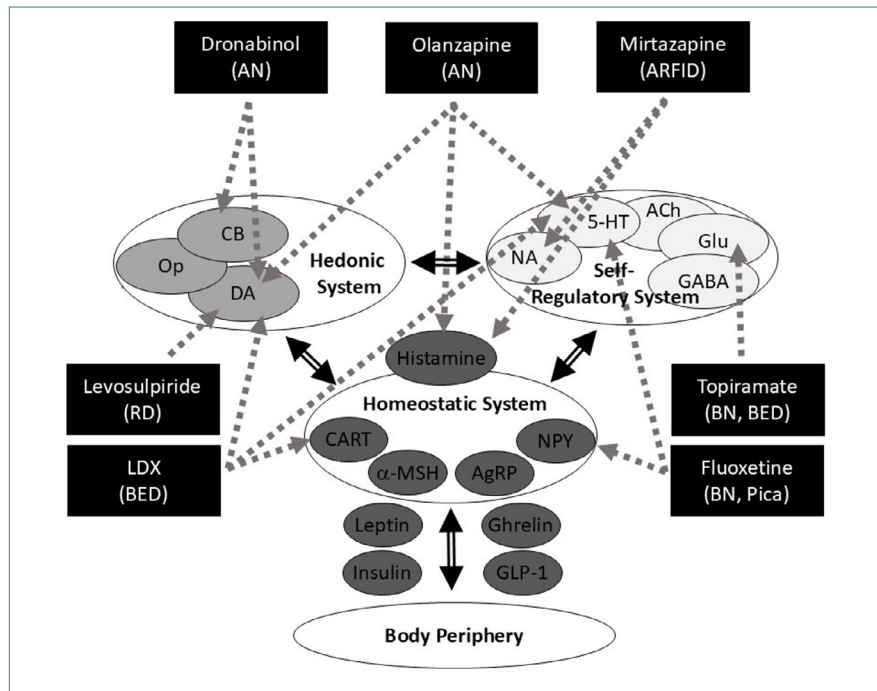 Dronabinol
(AN)
Olanzapine
(AN)
Mirtazapine
(ARFID)
CB
Op
DA
Hedonic
System
5-HT
ACh
NA
Glu
GABA
Self-
Regulatory System
Histamine
Levosulpiride
(RD)
Homeostatic System
Topiramate
(BN, BED)
CART
NPY
α-MSH
AgRP
LDX
(BED)
Fluoxetine
(BN, Pica)
Leptin
Ghrelin
Insulin
GLP-1
Body Periphery